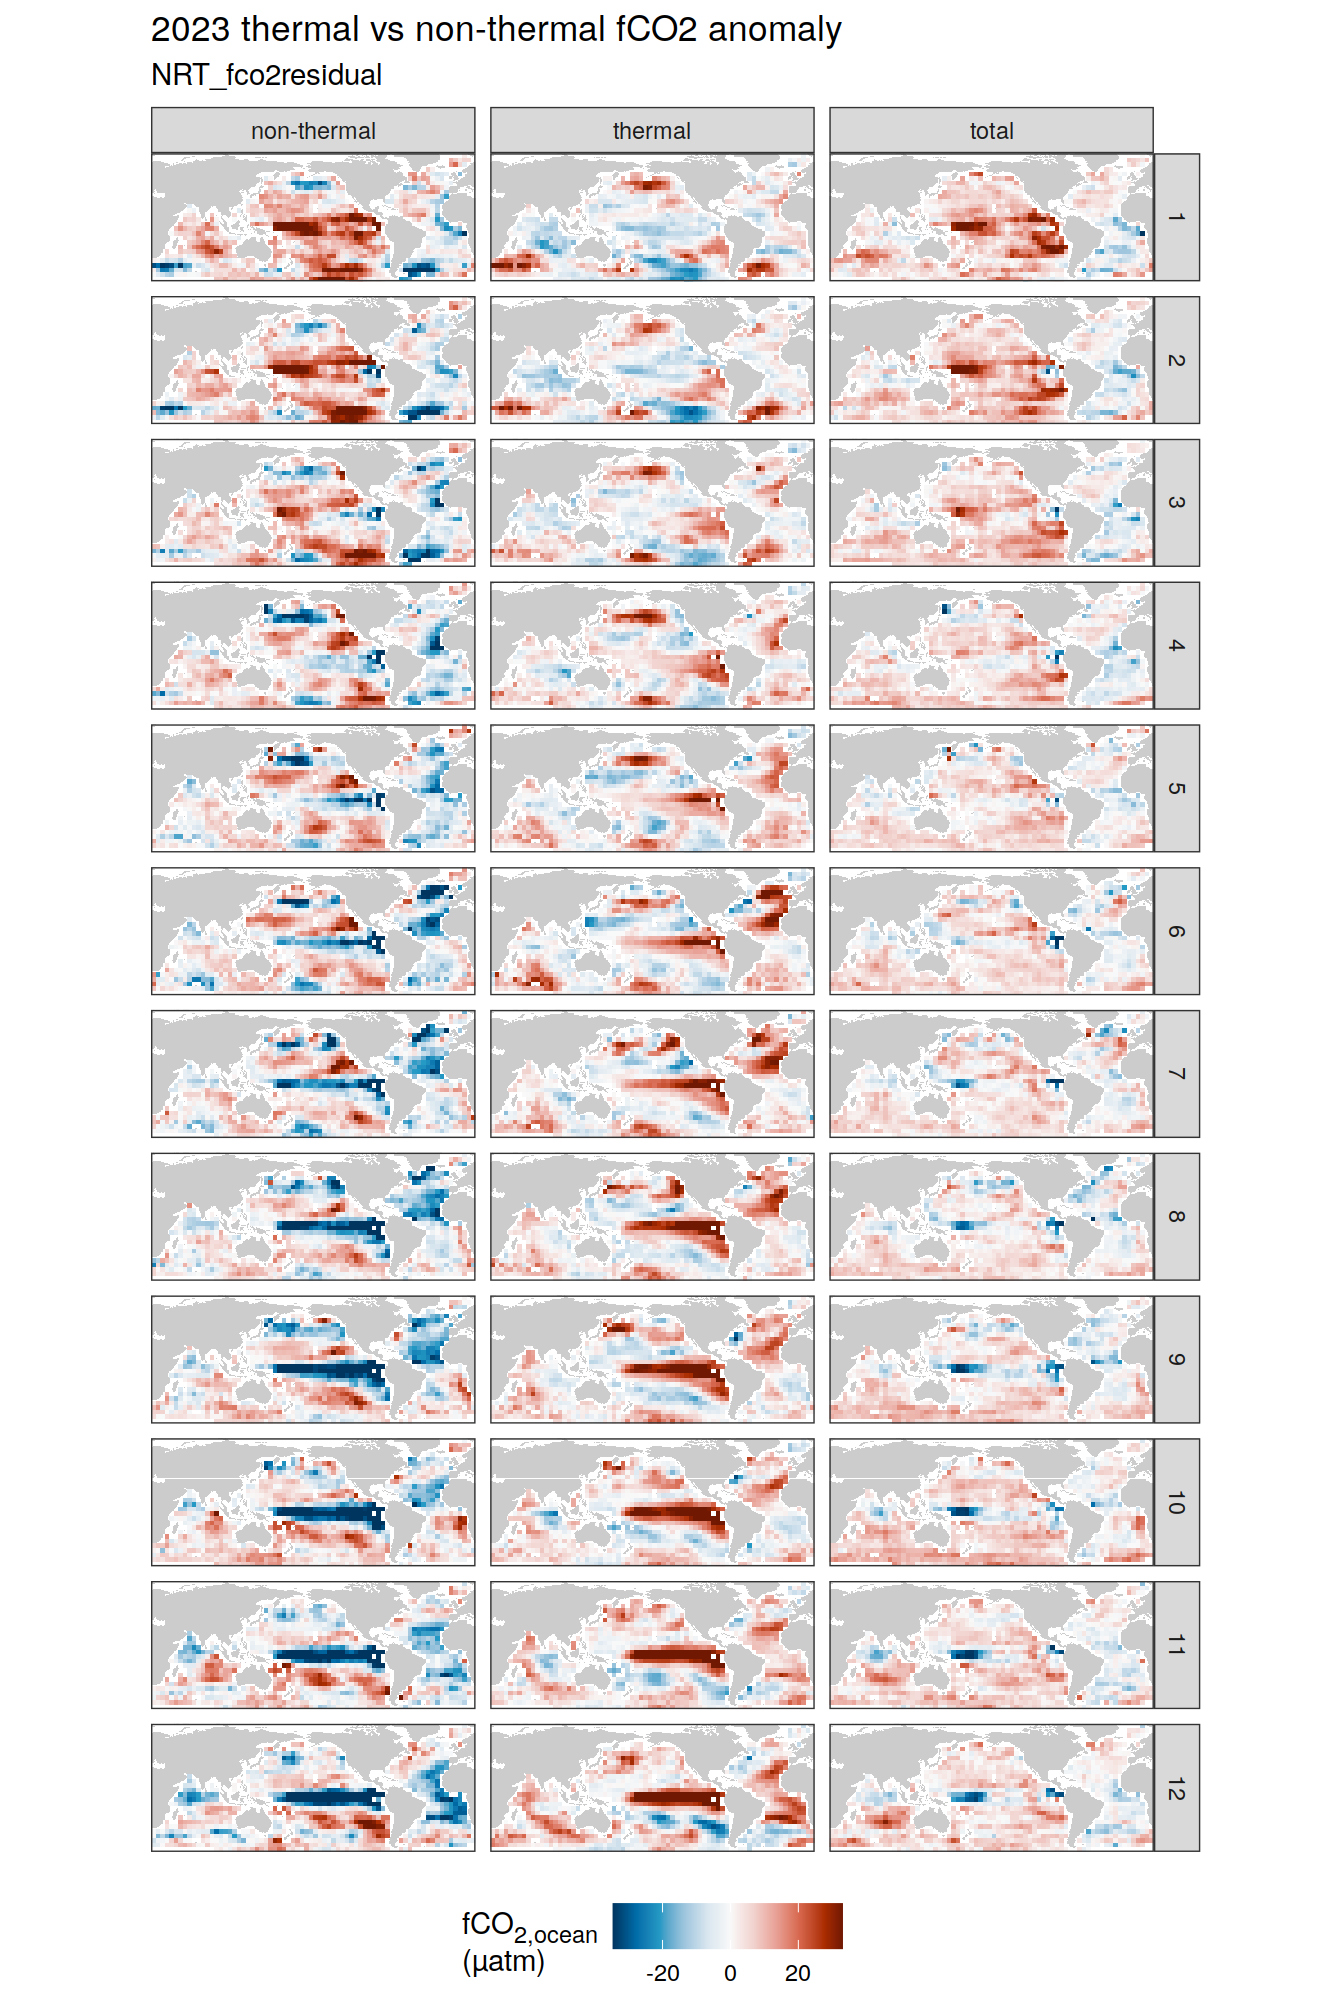 2023 thermal vs non-thermal fCO2 anomaly
NRT_fco2residual
non-thermal thermal total
1
2
3
4
5
6
7
8
9
10
11
12
fCO2,ocean
(µatm)
-20 0 20